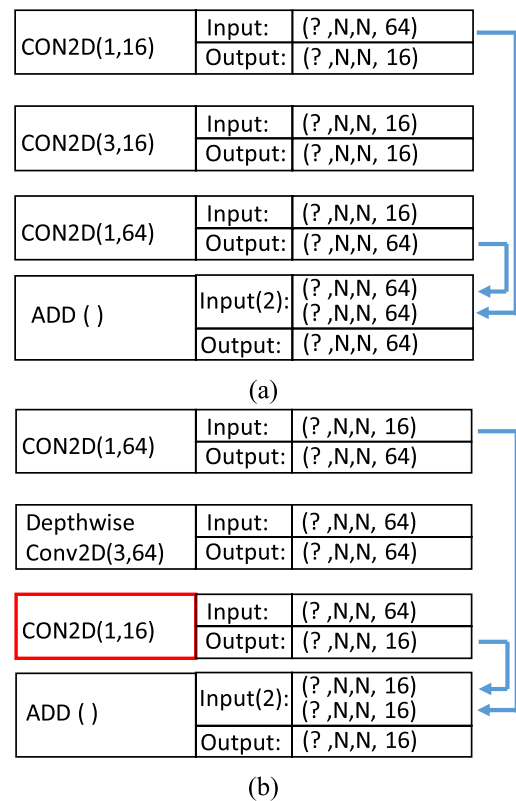 CON2D(1,16) Input: (? ,N,N, 64)
Output: (? ,N,N, 16)
CON2D(3,16) Input: (? ,N,N, 16)
Output: (? ,N,N, 16)
CON2D(1,64) Input: (? ,N,N, 16)
Output: (? ,N,N, 64)
ADD ( ) Input(2): (? ,N,N, 64)
(? ,N,N, 64)
Output: (? ,N,N, 64)
(a)
CON2D(1,64) Input: (? ,N,N, 16)
Output: (? ,N,N, 64)
Depthwise Conv2D(3,64) Input: (? ,N,N, 64)
Output: (? ,N,N, 64)
CON2D(1,16) Input: (? ,N,N, 64)
Output: (? ,N,N, 16)
ADD ( ) Input(2): (? ,N,N, 16)
(? ,N,N, 16)
Output: (? ,N,N, 16)
(b)